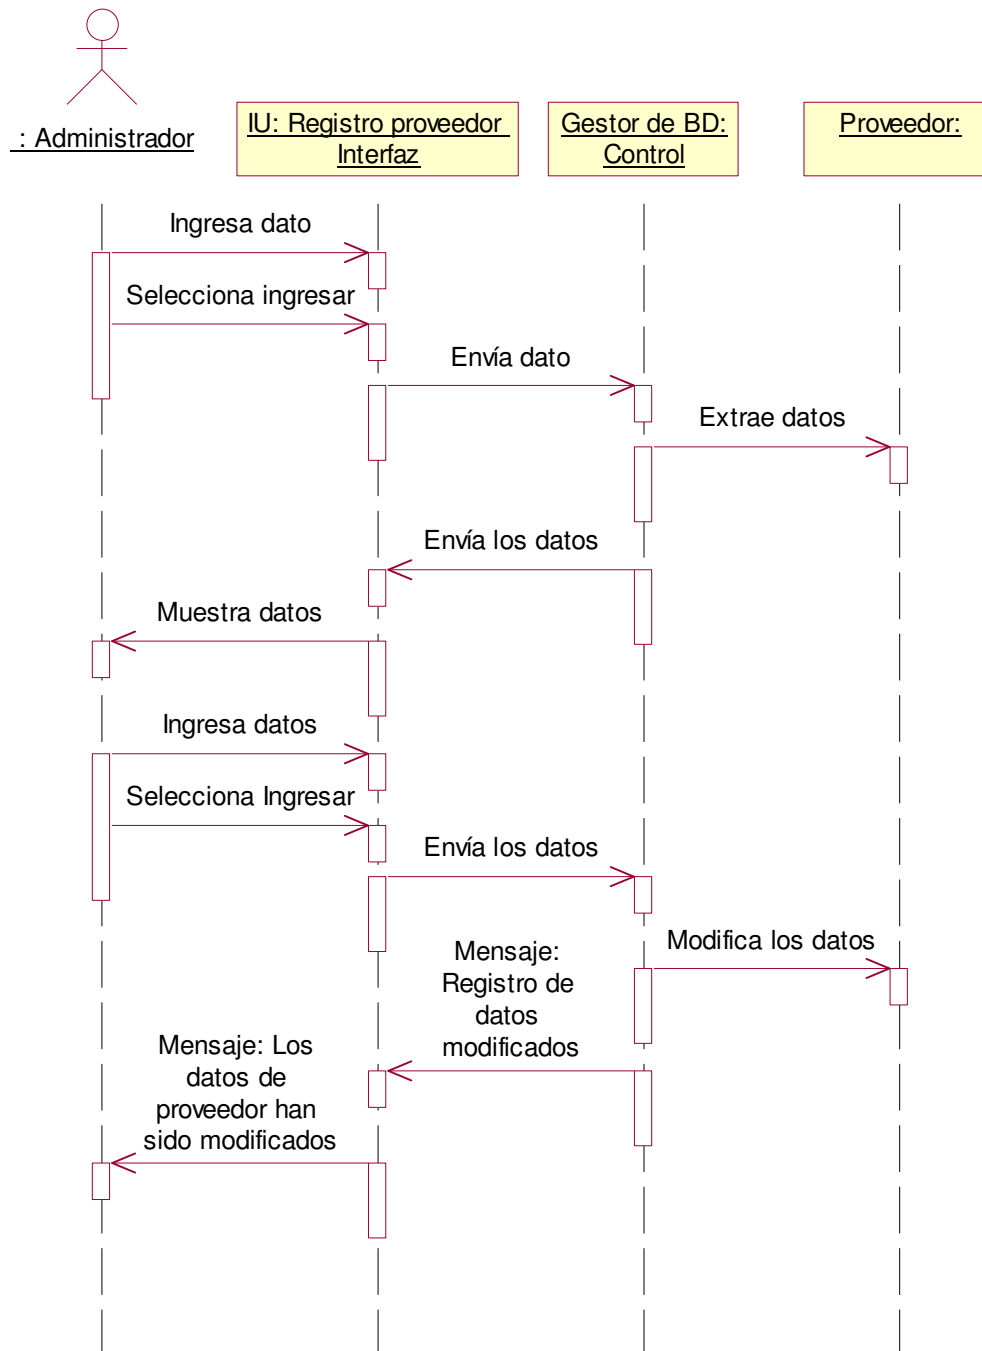 : Administrador
IU: Registro proveedor
Interfaz
Gestor de BD:
Control
Proveedor:
Ingresa dato
Selecciona ingresar
Envía dato
Extrae datos
Envía los datos
Muestra datos
Ingresa datos
Selecciona Ingresar
Envía los datos
Modifica los datos
Mensaje:
Registro de
datos
modificados
Mensaje: Los
datos de
proveedor han
sido modificados